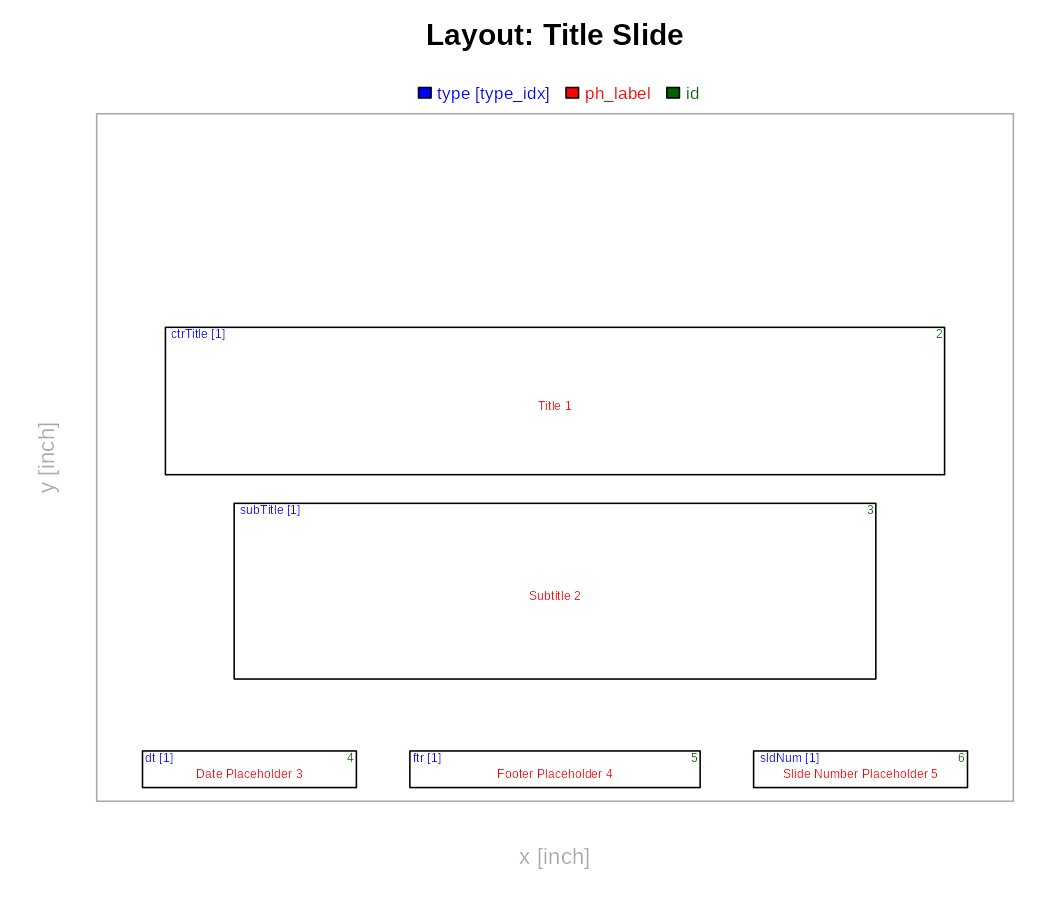 Layout: Title Slide
type [type_idx] ph_label id
ctrTitle [1] 2
Title 1
y [inch]
subTitle [1] 3
Subtitle 2
dt [1] 4
Date Placeholder 3
ftr [1] 5
Footer Placeholder 4
sldNum [1] 6
Slide Number Placeholder 5
x [inch]